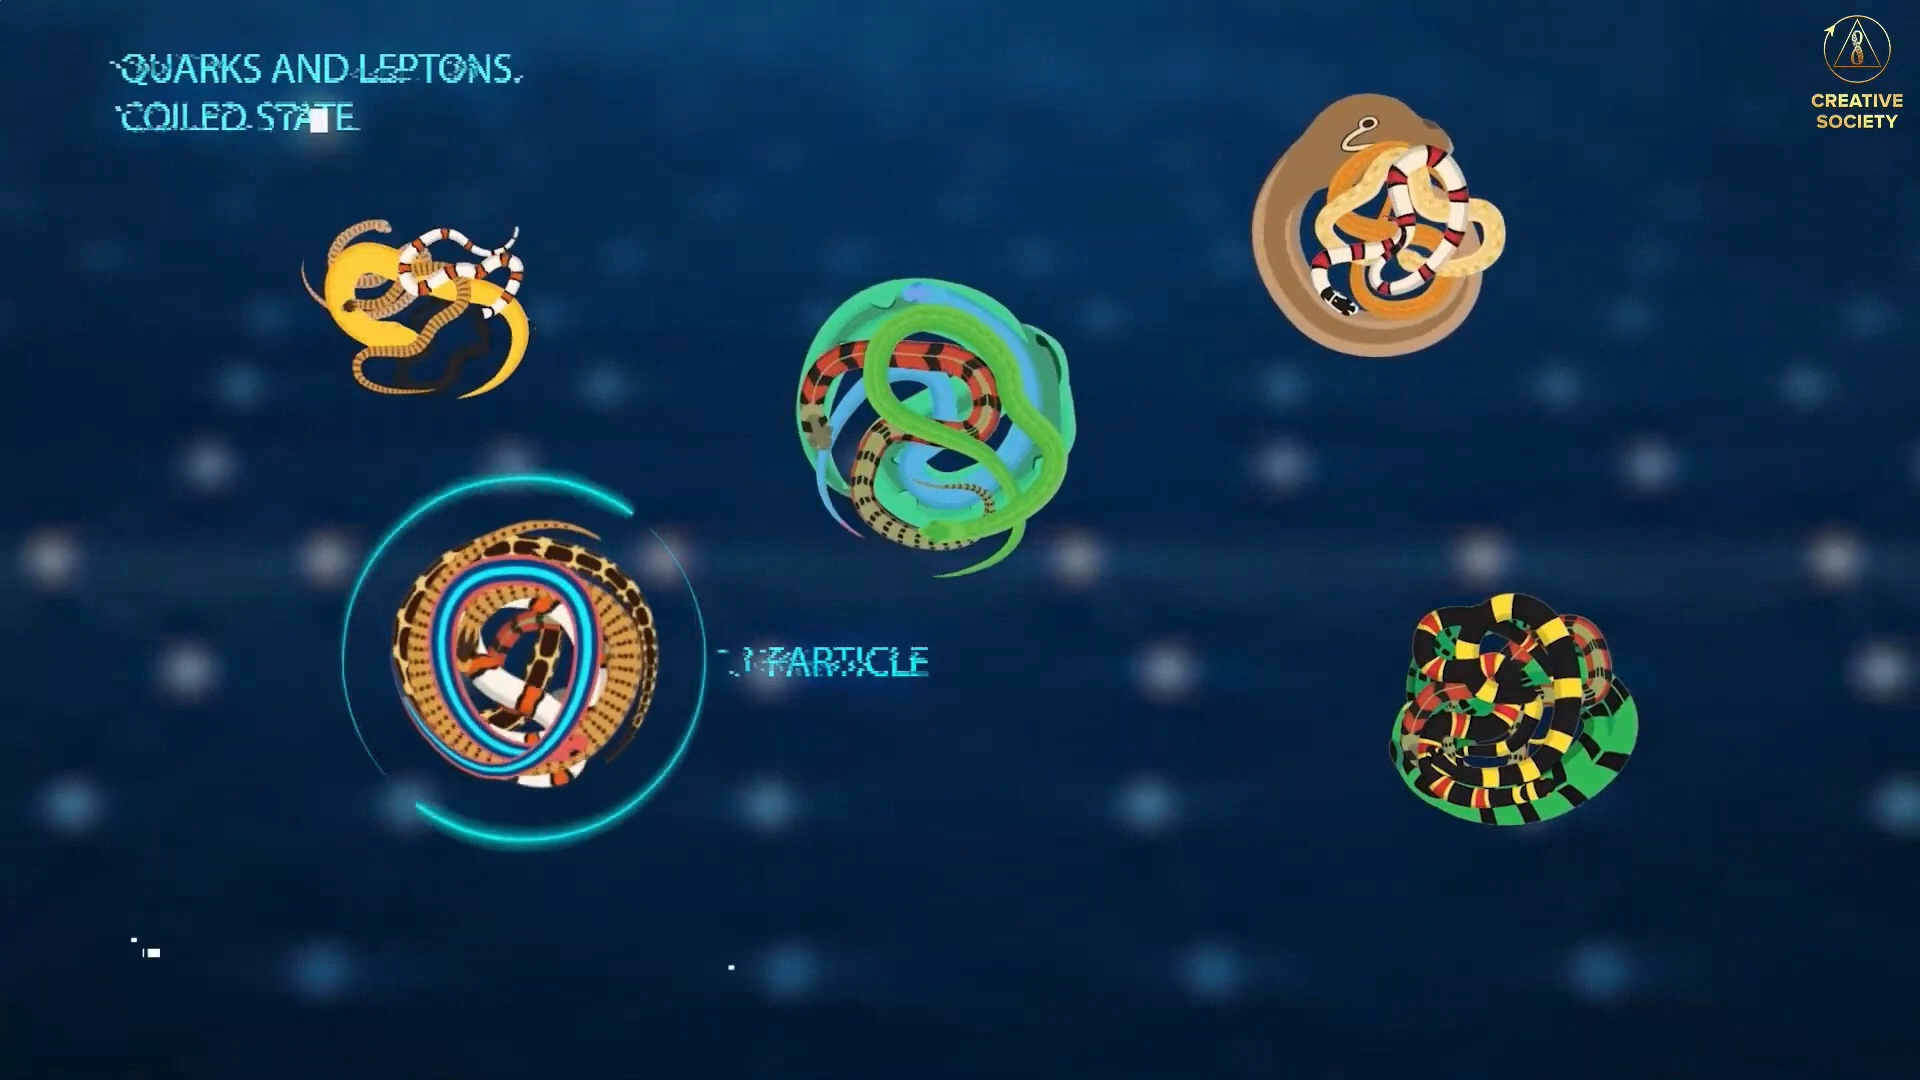 QUARKS AND LEPTONS.
COILED STATE
CREATIVE
SOCIETY
PARTICLE